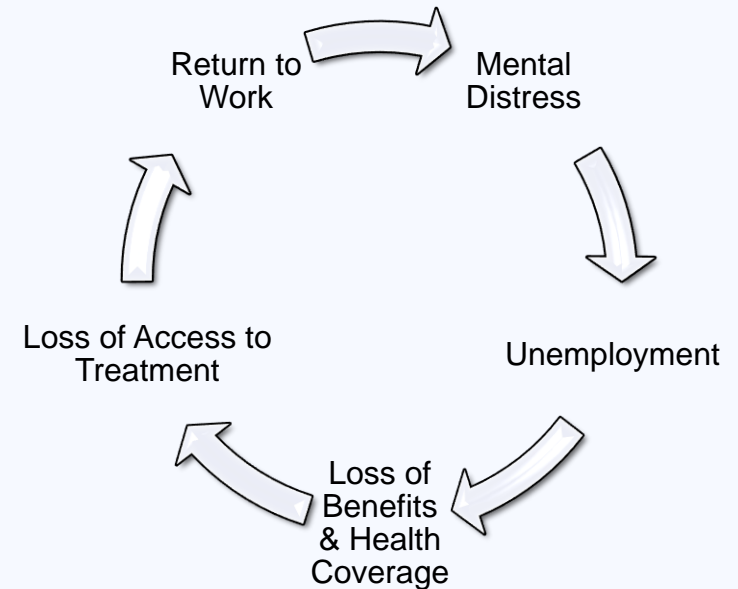 Return to
Work
Mental
Distress
Unemployment
Loss of
Benefits
& Health
Coverage
Loss of Access to
Treatment